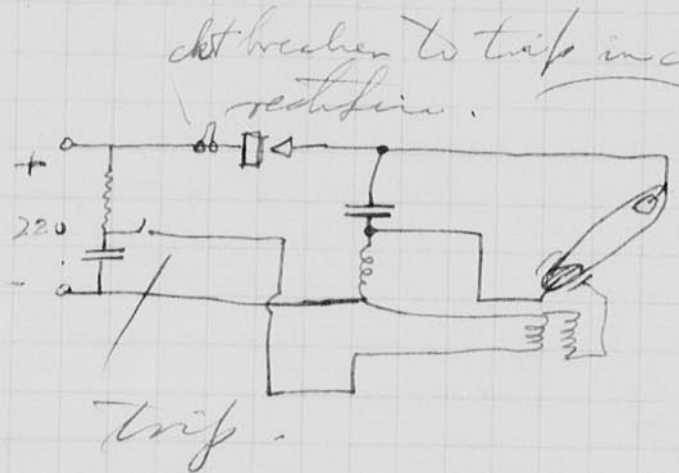 ckt breaker to trip in c
rectifier.
+
220
-
trip.